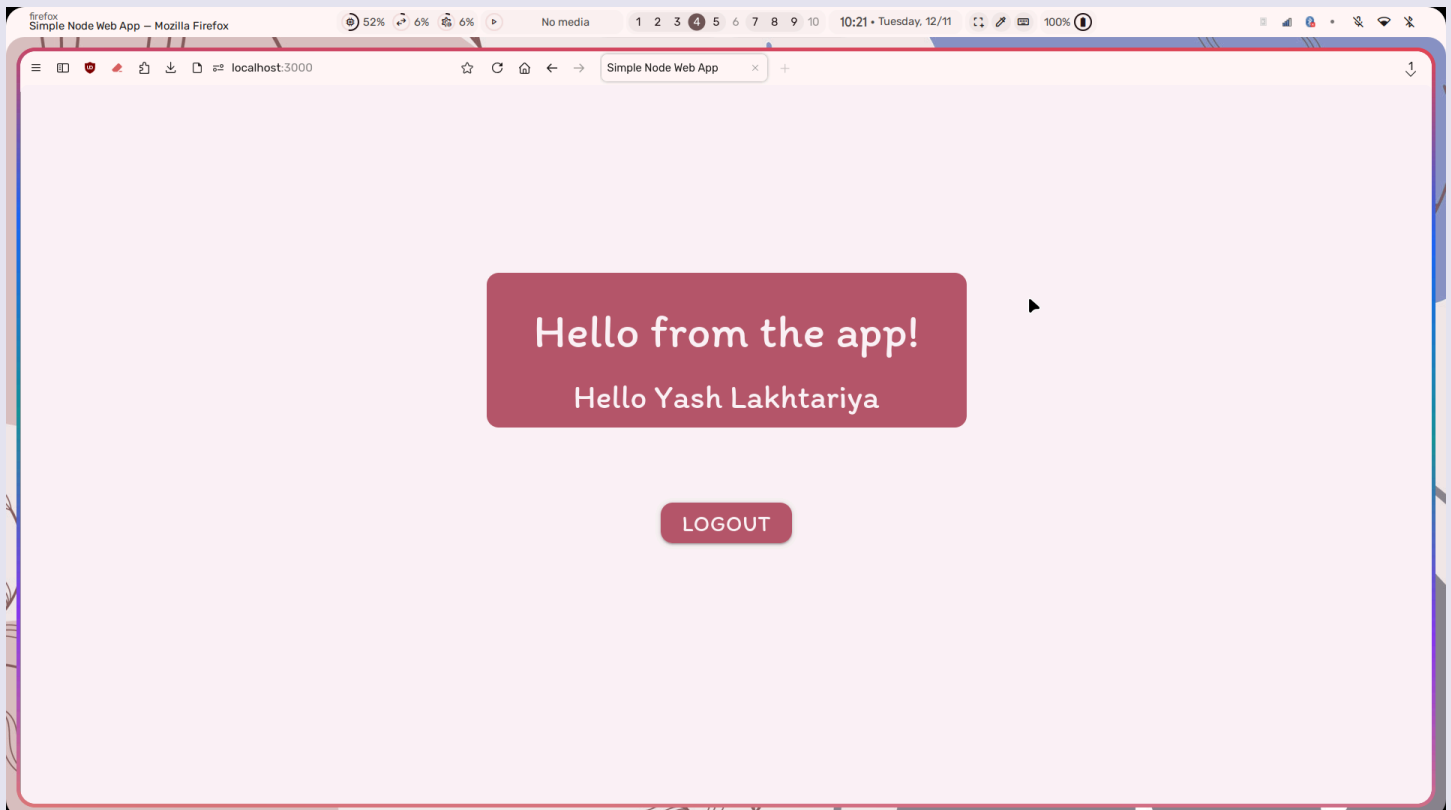 firefox
Simple Node Web App — Mozilla Firefox
52% 6% 6% No media 1 2 3 4 5 6 7 8 9 10 10:21 • Tuesday, 12/11 100%
localhost:3000 Simple Node Web App 1
Hello from the app!
Hello Yash Lakhtariya
LOGOUT